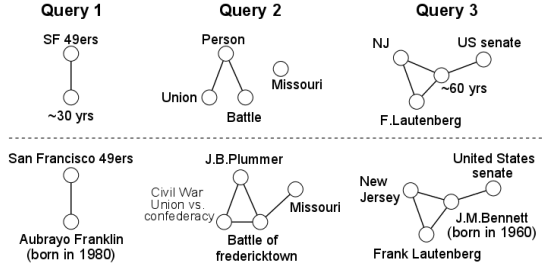 Query 1
Query 2
Query 3
SF 49ers
~30 yrs
Person
Union
Battle
Missouri
NJ
US senate
~60 yrs
F.Lautenberg
San Francisco 49ers
Aubrayo Franklin
(born in 1980)
J.B.Plummer
Civil War
Union vs.
confederacy
Missouri
Battle of
fredericktown
United States
senate
New
Jersey
J.M.Bennett
(born in 1960)
Frank Lautenberg